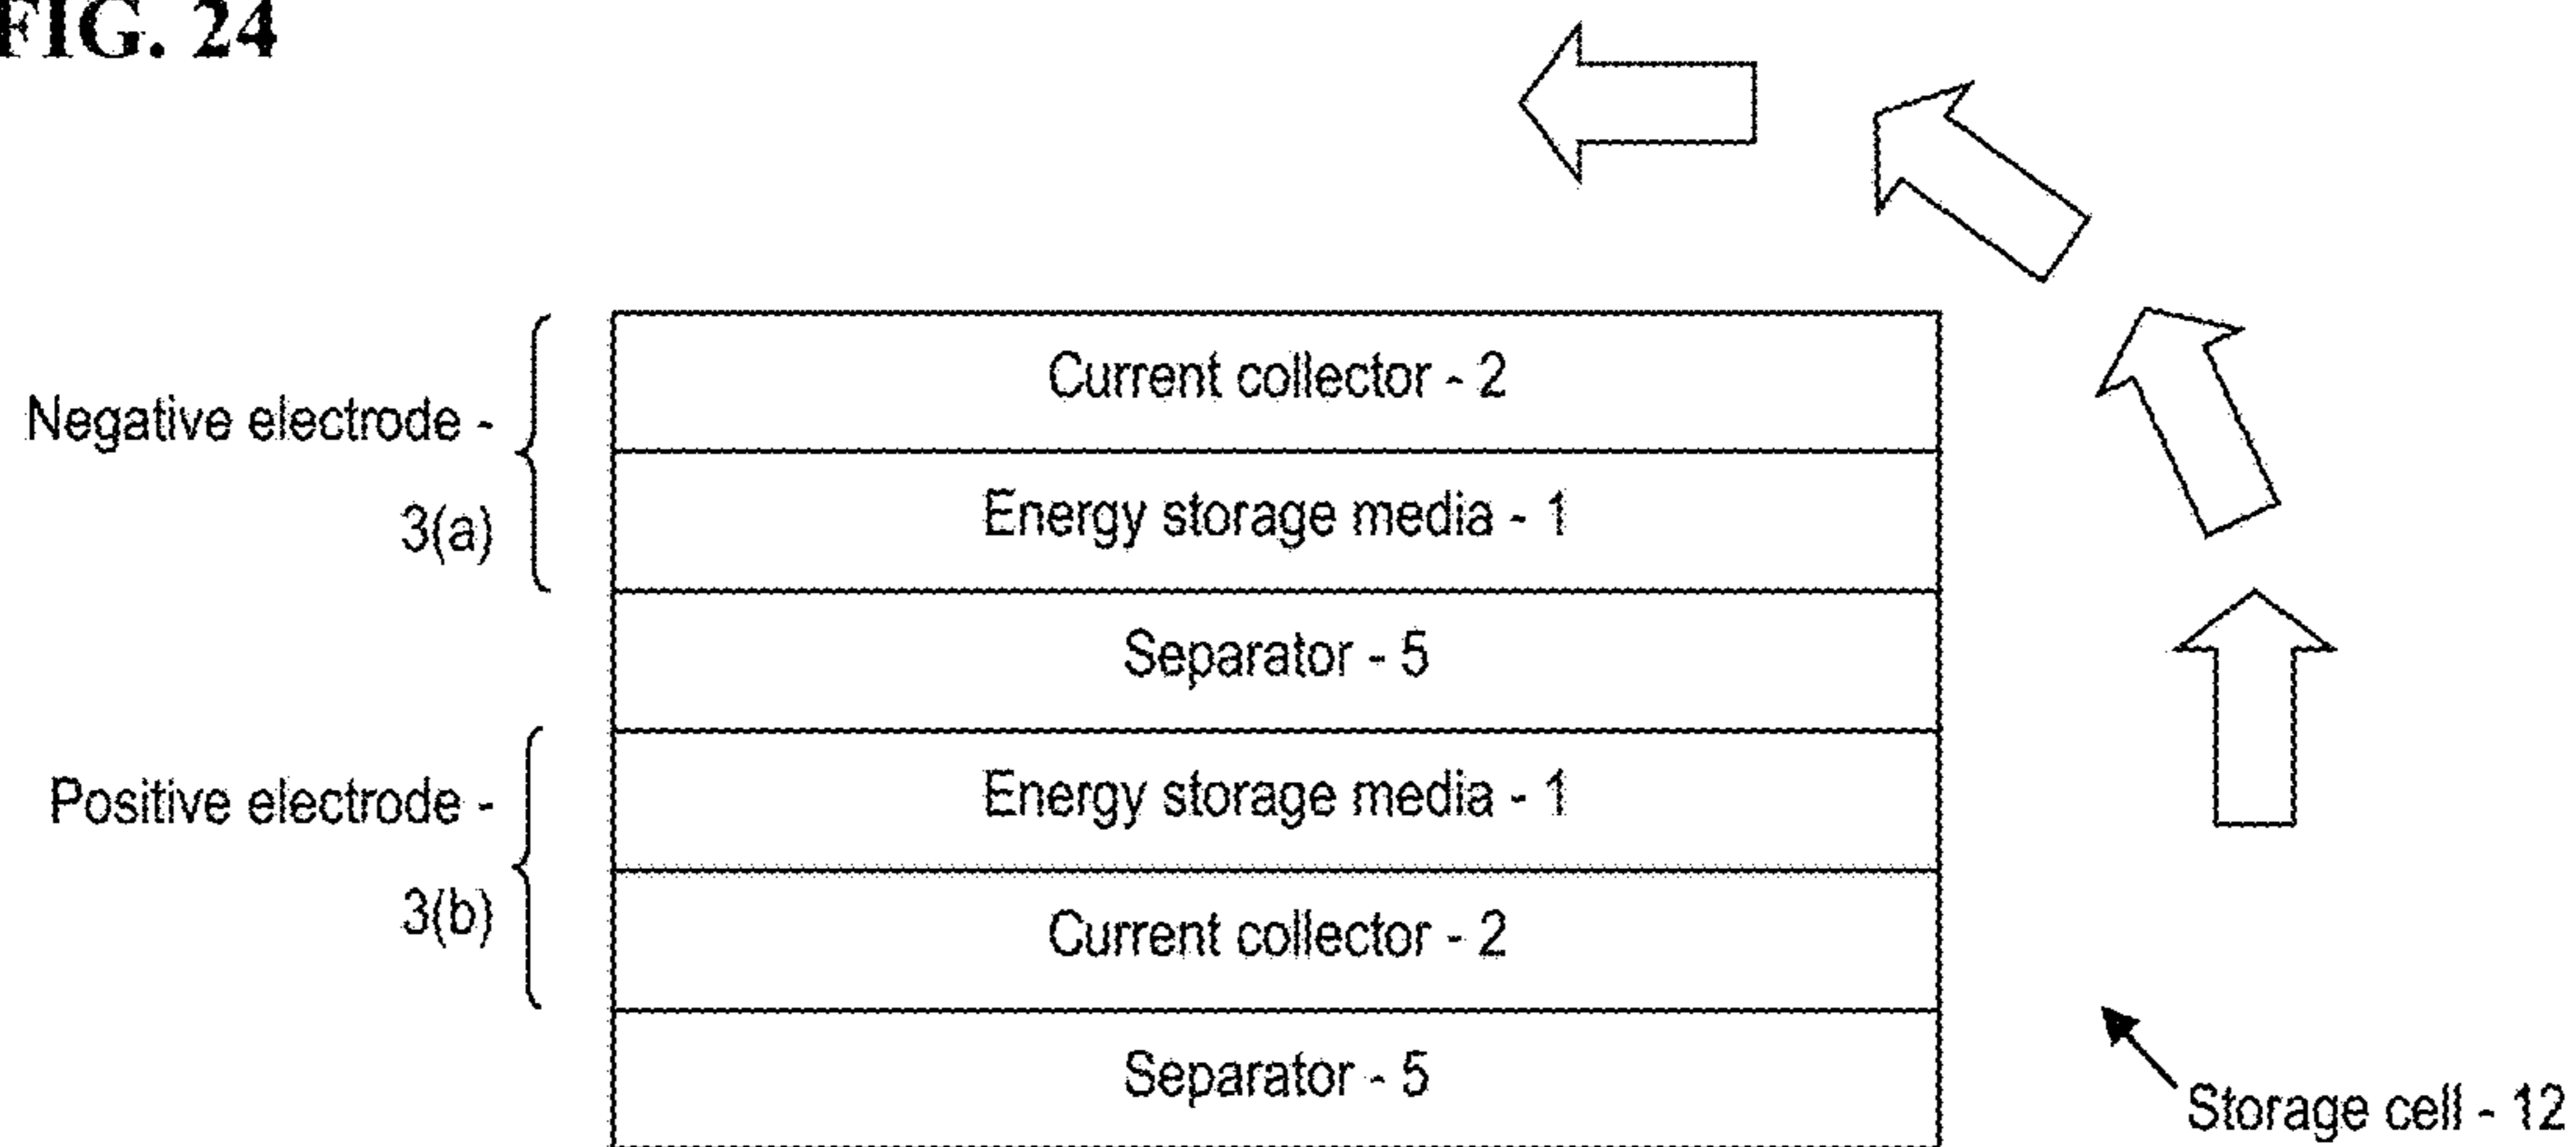 FIG. 24
Current collector - 2
Negative electrode -
3(a)
Energy storage media - 1
Separator - 5
Positive electrode -
3(b)
Energy storage media - 1
Current collector - 2
Separator - 5
Storage cell - 12